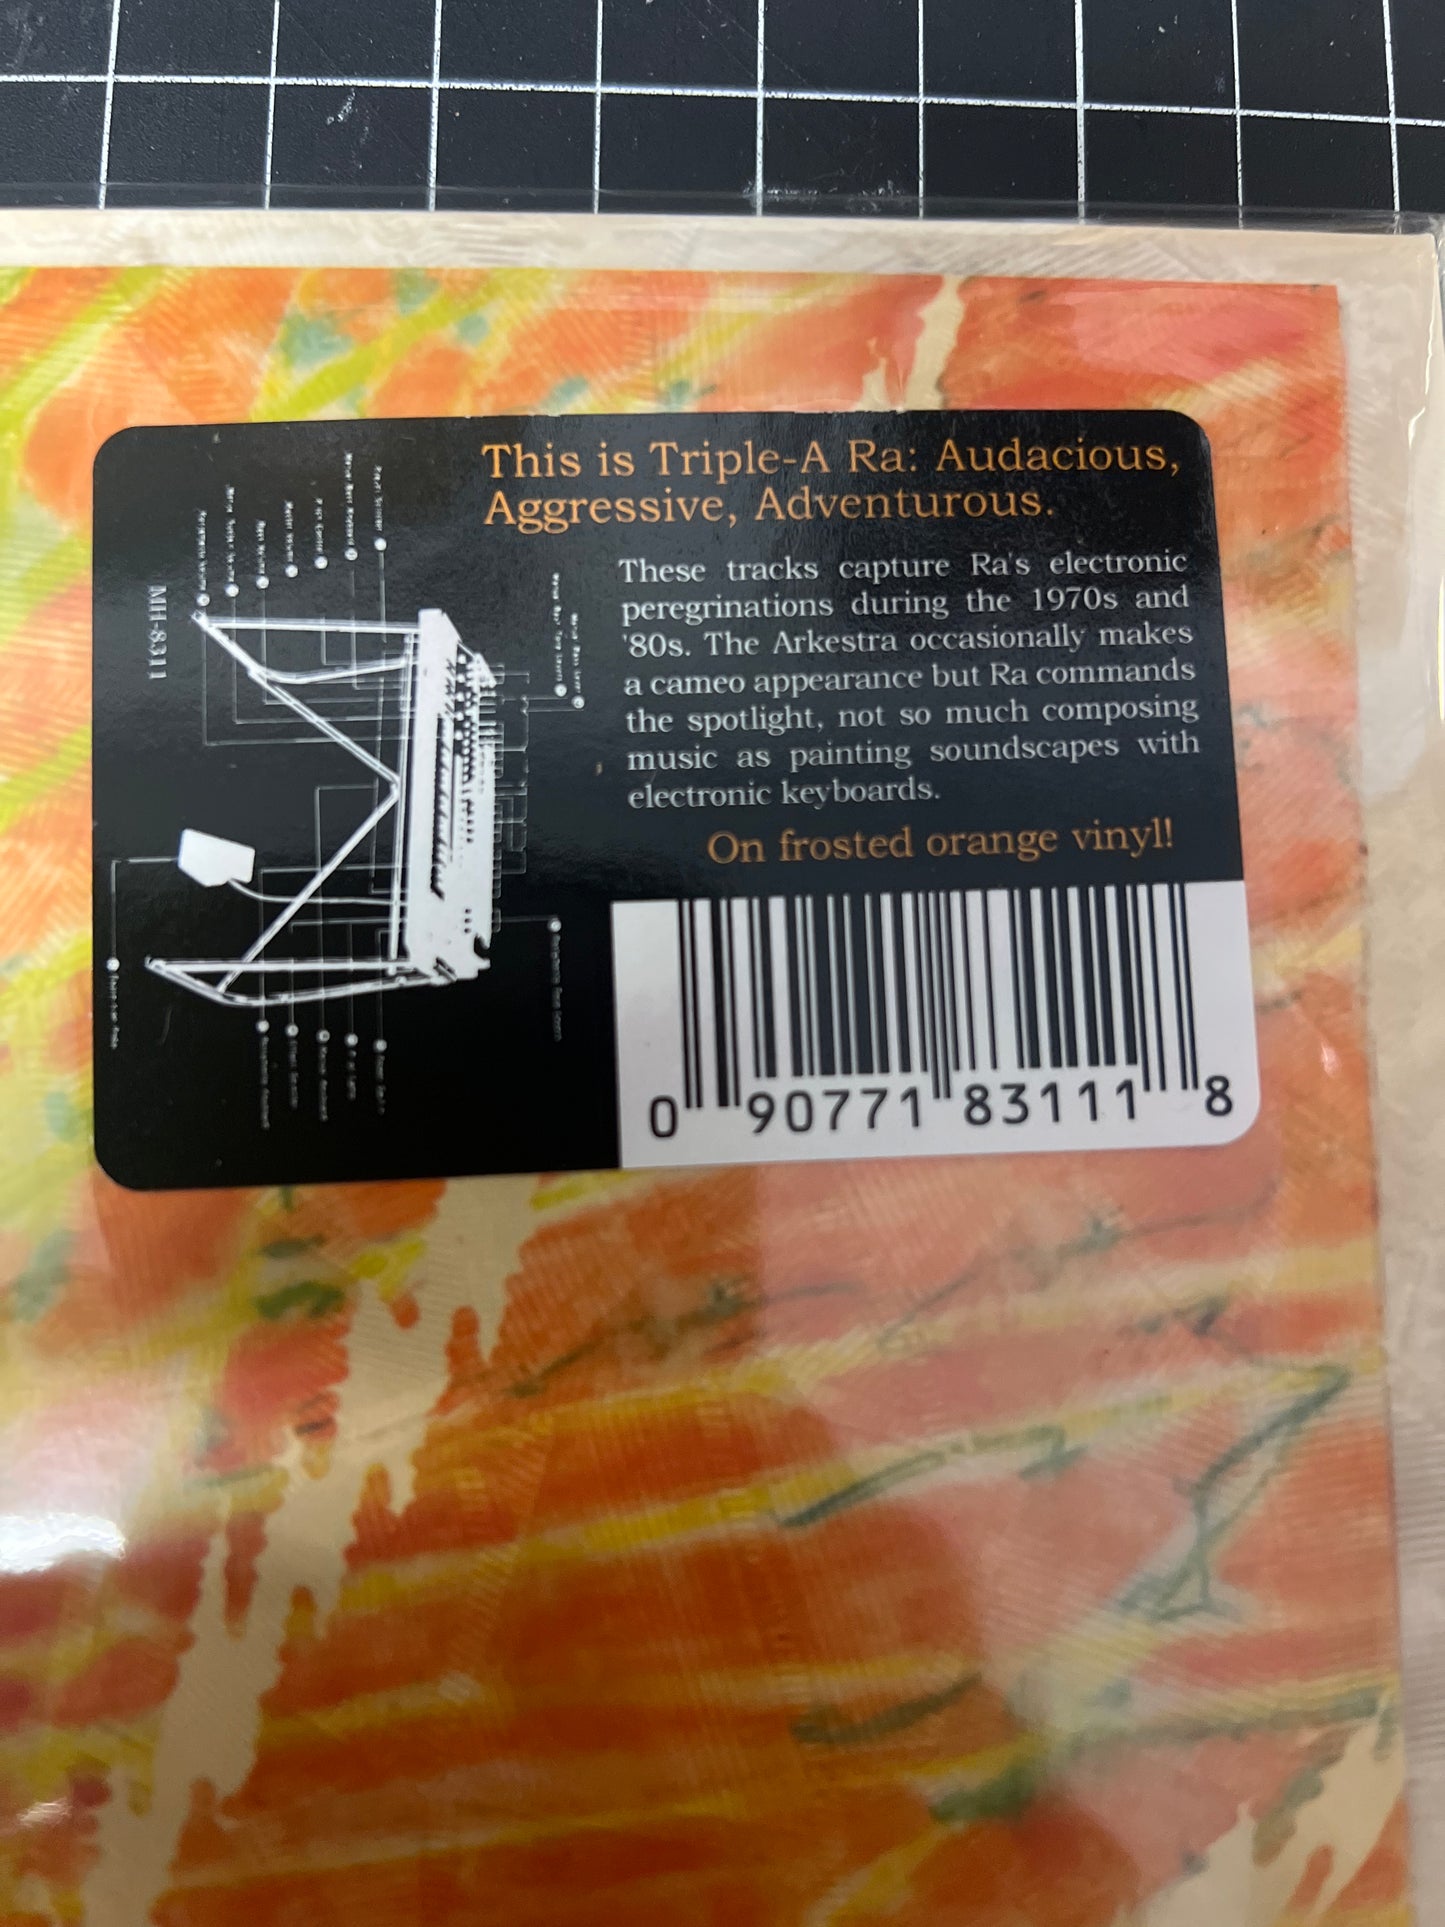 This is Triple-A Ra: Audacious,
Aggressive, Adventurous.
These tracks capture Ra's electronic
peregrinations during the 1970s and
'80s. The Arkestra occasionally makes
a cameo appearance but Ra commands
the spotlight, not so much composing
music as painting soundscapes with
electronic keyboards.
On frosted orange vinyl!
MH-8311
0 90771 83111 8